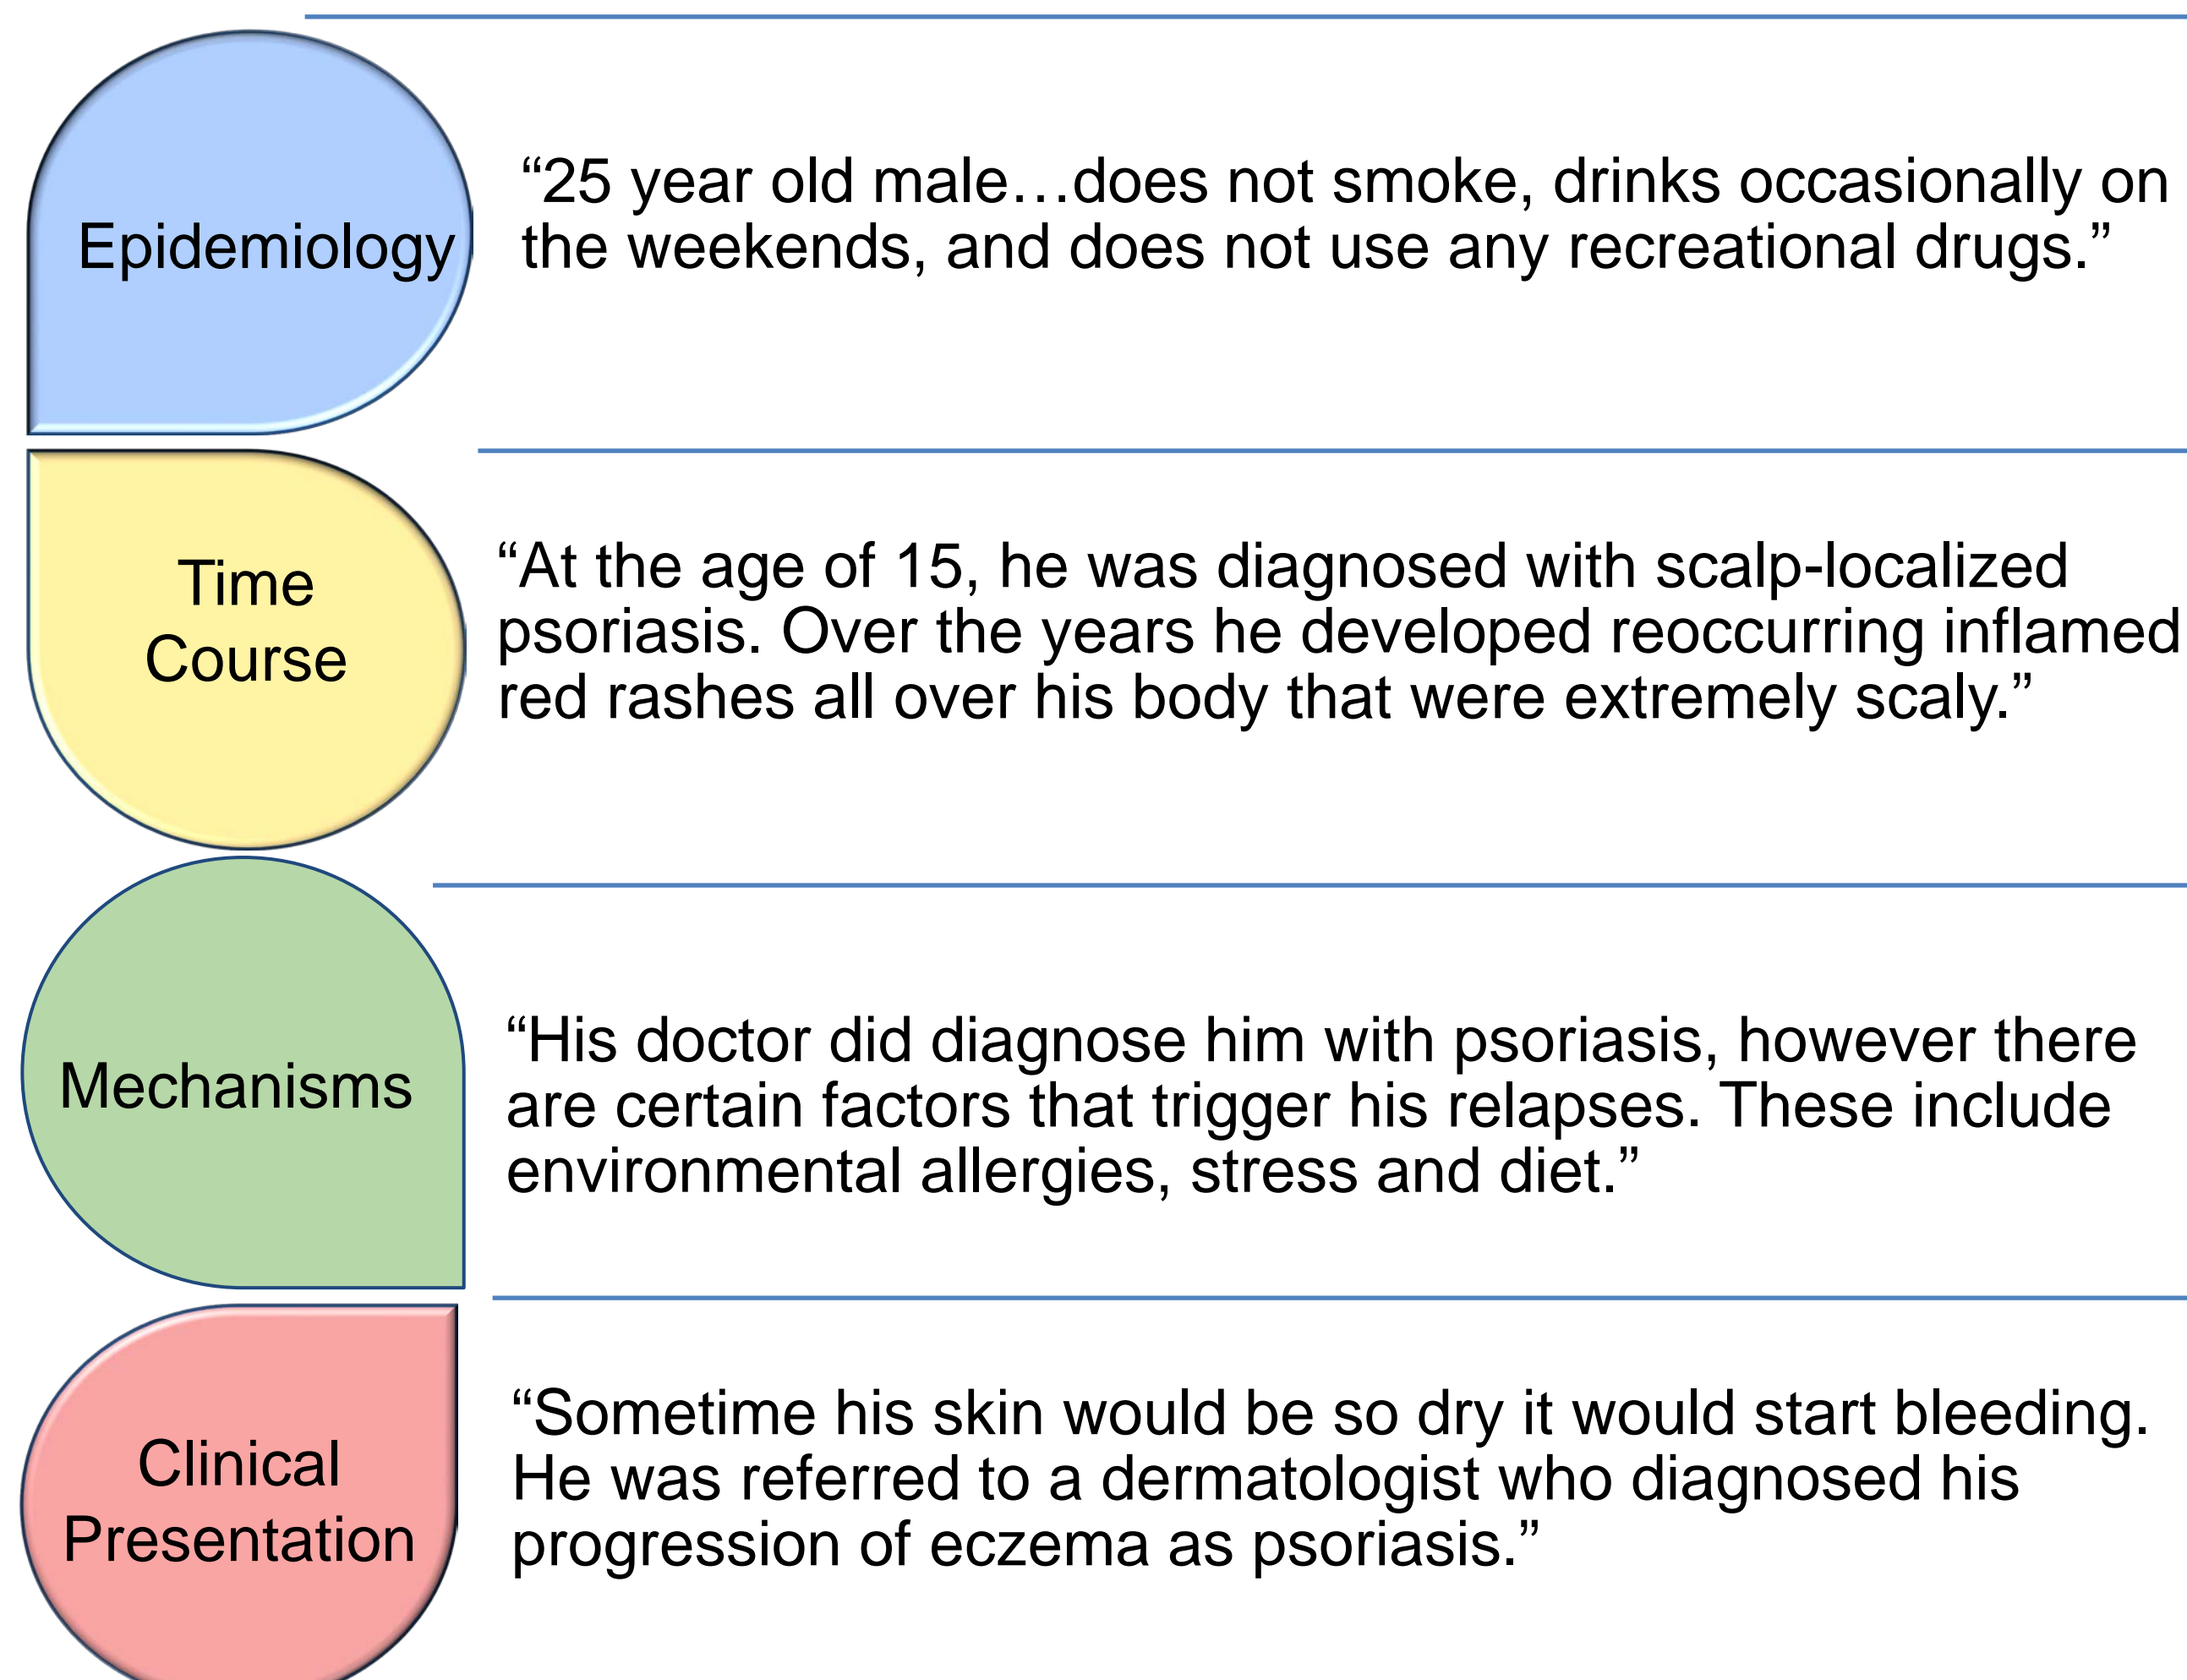 Epidemiology
“25 year old male…does not smoke, drinks occasionally on
the weekends, and does not use any recreational drugs.”
Time
Course
“At the age of 15, he was diagnosed with scalp-localized
psoriasis. Over the years he developed reoccurring inflamed
red rashes all over his body that were extremely scaly.”
Mechanisms
“His doctor did diagnose him with psoriasis, however there
are certain factors that trigger his relapses. These include
environmental allergies, stress and diet.”
Clinical
Presentation
“Sometime his skin would be so dry it would start bleeding.
He was referred to a dermatologist who diagnosed his
progression of eczema as psoriasis.”